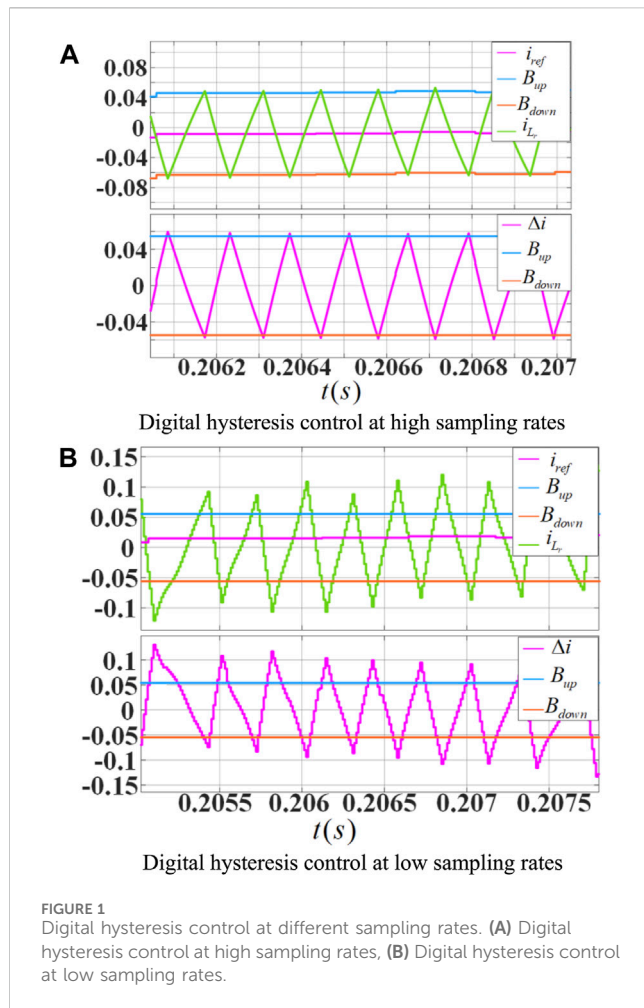 A
0.08
0.04
0
-0.04
-0.08
i_ref
B_up
B_down
i_Lr
0.04
0
-0.04
Δi
B_up
B_down
0.2062 0.2064 0.2066 0.2068 0.207
t(s)
Digital hysteresis control at high sampling rates
B
0.15
0.1
0.05
0
-0.05
-0.1
i_ref
B_up
B_down
i_Lr
0.1
0.05
0
-0.05
-0.1
-0.15
Δi
B_up
B_down
0.2055 0.206 0.2065 0.207 0.2075
t(s)
Digital hysteresis control at low sampling rates
FIGURE 1
Digital hysteresis control at different sampling rates. (A) Digital
hysteresis control at high sampling rates, (B) Digital hysteresis control
at low sampling rates.